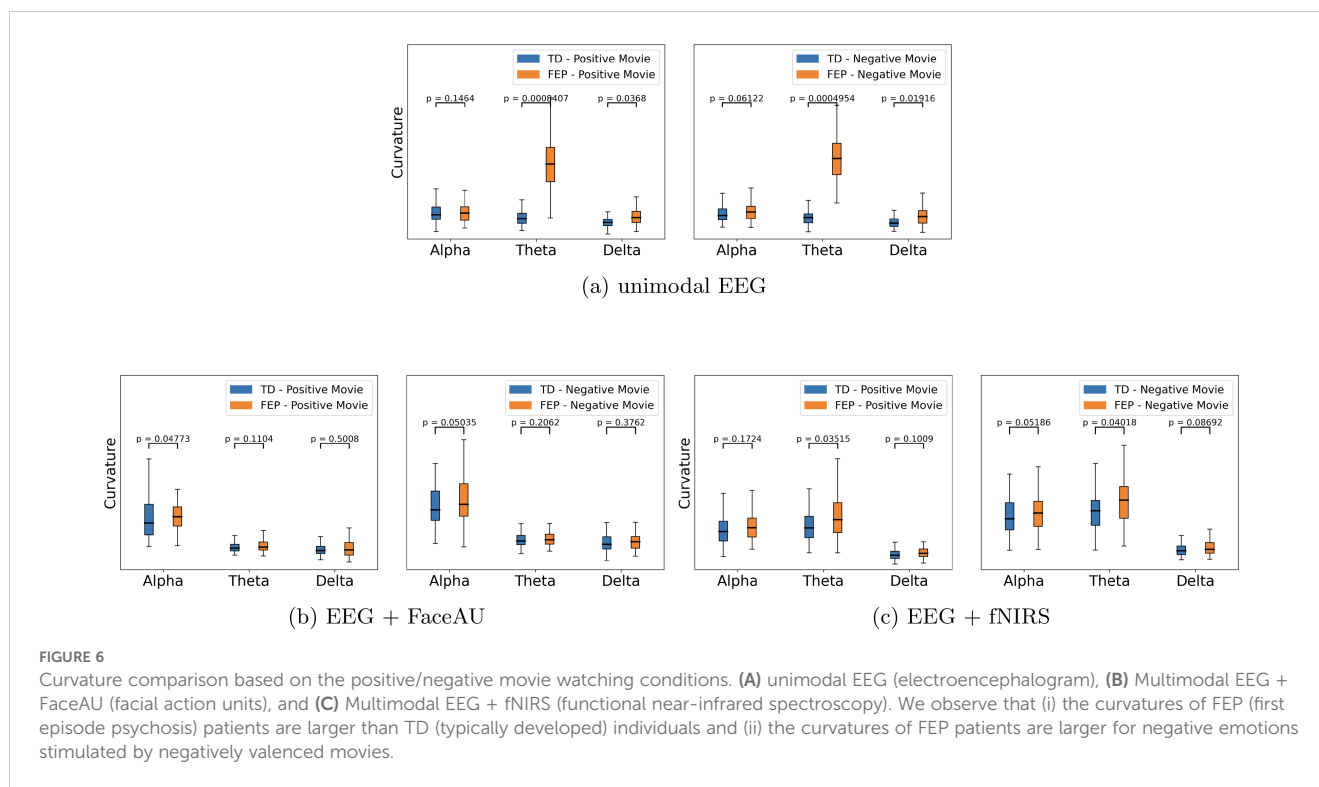 TD - Positive Movie
FEP - Positive Movie
p = 0.1464
p = 0.0008407
p = 0.0368
Curvature
Alpha
Theta
Delta
TD - Negative Movie
FEP - Negative Movie
p = 0.06122
p = 0.0004954
p = 0.01916
Alpha
Theta
Delta
(a) unimodal EEG
TD - Positive Movie
FEP - Positive Movie
p = 0.04773
p = 0.1104
p = 0.5008
Curvature
Alpha
Theta
Delta
TD - Negative Movie
FEP - Negative Movie
p = 0.05035
p = 0.2062
p = 0.3762
Alpha
Theta
Delta
(b) EEG + FaceAU
TD - Positive Movie
FEP - Positive Movie
p = 0.1724
p = 0.03515
p = 0.1009
Curvature
Alpha
Theta
Delta
TD - Negative Movie
FEP - Negative Movie
p = 0.05186
p = 0.04018
p = 0.08692
Alpha
Theta
Delta
(c) EEG + fNIRS
FIGURE 6
Curvature comparison based on the positive/negative movie watching conditions. (A) unimodal EEG (electroencephalogram), (B) Multimodal EEG +
FaceAU (facial action units), and (C) Multimodal EEG + fNIRS (functional near-infrared spectroscopy). We observe that (i) the curvatures of FEP (first
episode psychosis) patients are larger than TD (typically developed) individuals and (ii) the curvatures of FEP patients are larger for negative emotions
stimulated by negatively valenced movies.